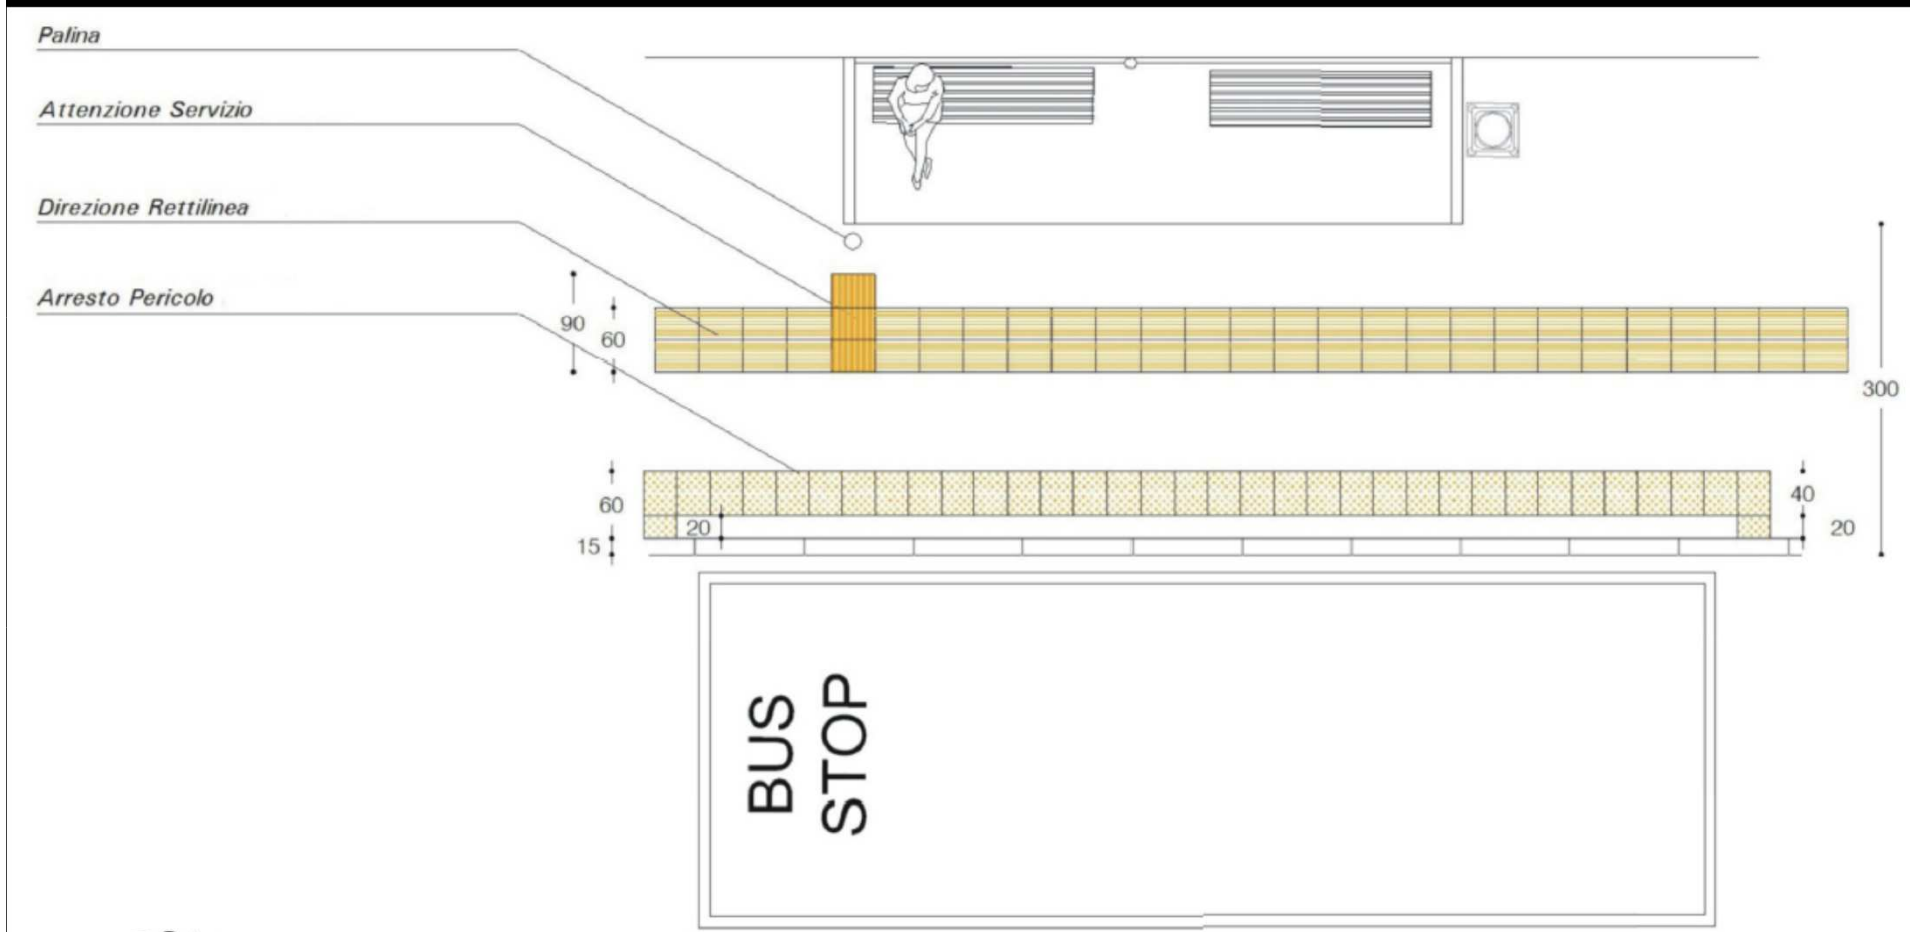 Palina
Attenzione Servizio
Direzione Rettilinea
Arresto Pericolo
90
60
300
60
20
40
20
15
BUS
STOP